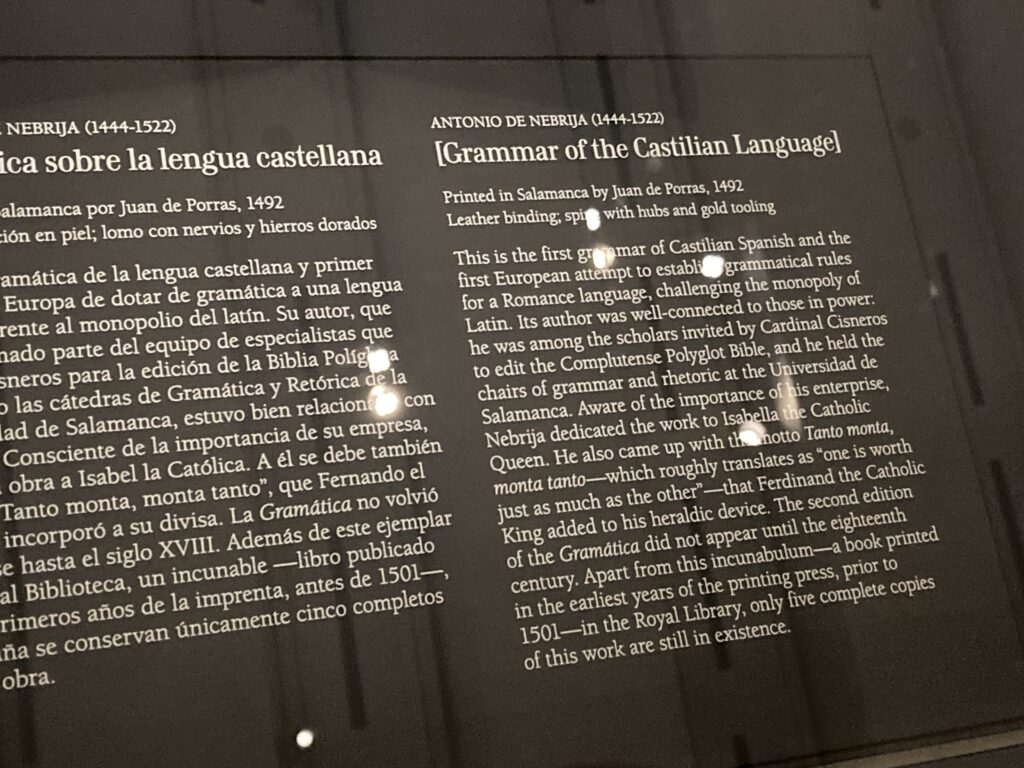 NEBRIJA (1444-1522)
ica sobre la lengua castellana
alamanca por Juan de Porras, 1492
ción en piel; lomo con nervios y hierros dorados
ramática de la lengua castellana y primer
Europa de dotar de gramática a una lengua
rente al monopolio del latín. Su autor, que
mado parte del equipo de especialistas que
sneros para la edición de la Biblia Políglota
o las cátedras de Gramática y Retórica de la
dad de Salamanca, estuvo bien relacionado con
Consciente de la importancia de su empresa,
obra a Isabel la Católica. A él se debe también
Tanto monta, monta tanto”, que Fernando el
incorporó a su divisa. La Gramática no volvió
se hasta el siglo XVIII. Además de este ejemplar
al Biblioteca, un incunable —libro publicado
rimeros años de la imprenta, antes de 1501—,
ña se conservan únicamente cinco completos
obra.
ANTONIO DE NEBRIJA (1444-1522)
[Grammar of the Castilian Language]
Printed in Salamanca by Juan de Porras, 1492
Leather binding; spine with hubs and gold tooling
This is the first grammar of Castilian Spanish and the
first European attempt to establish grammatical rules
for a Romance language, challenging the monopoly of
Latin. Its author was well-connected to those in power:
he was among the scholars invited by Cardinal Cisneros
to edit the Complutense Polyglot Bible, and he held the
chairs of grammar and rhetoric at the Universidad de
Salamanca. Aware of the importance of his enterprise,
Nebrija dedicated the work to Isabella the Catholic
Queen. He also came up with the motto Tanto monta,
monta tanto—which roughly translates as “one is worth
just as much as the other”—that Ferdinand the Catholic
King added to his heraldic device. The second edition
of the Gramática did not appear until the eighteenth
century. Apart from this incunabulum—a book printed
in the earliest years of the printing press, prior to
1501—in the Royal Library, only five complete copies
of this work are still in existence.